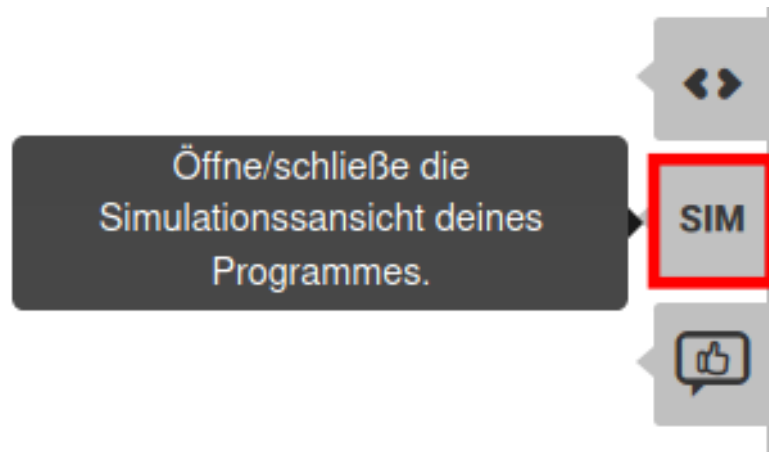 Öffne/schließe die
Simulationssansicht deines
Programmes.
SIM